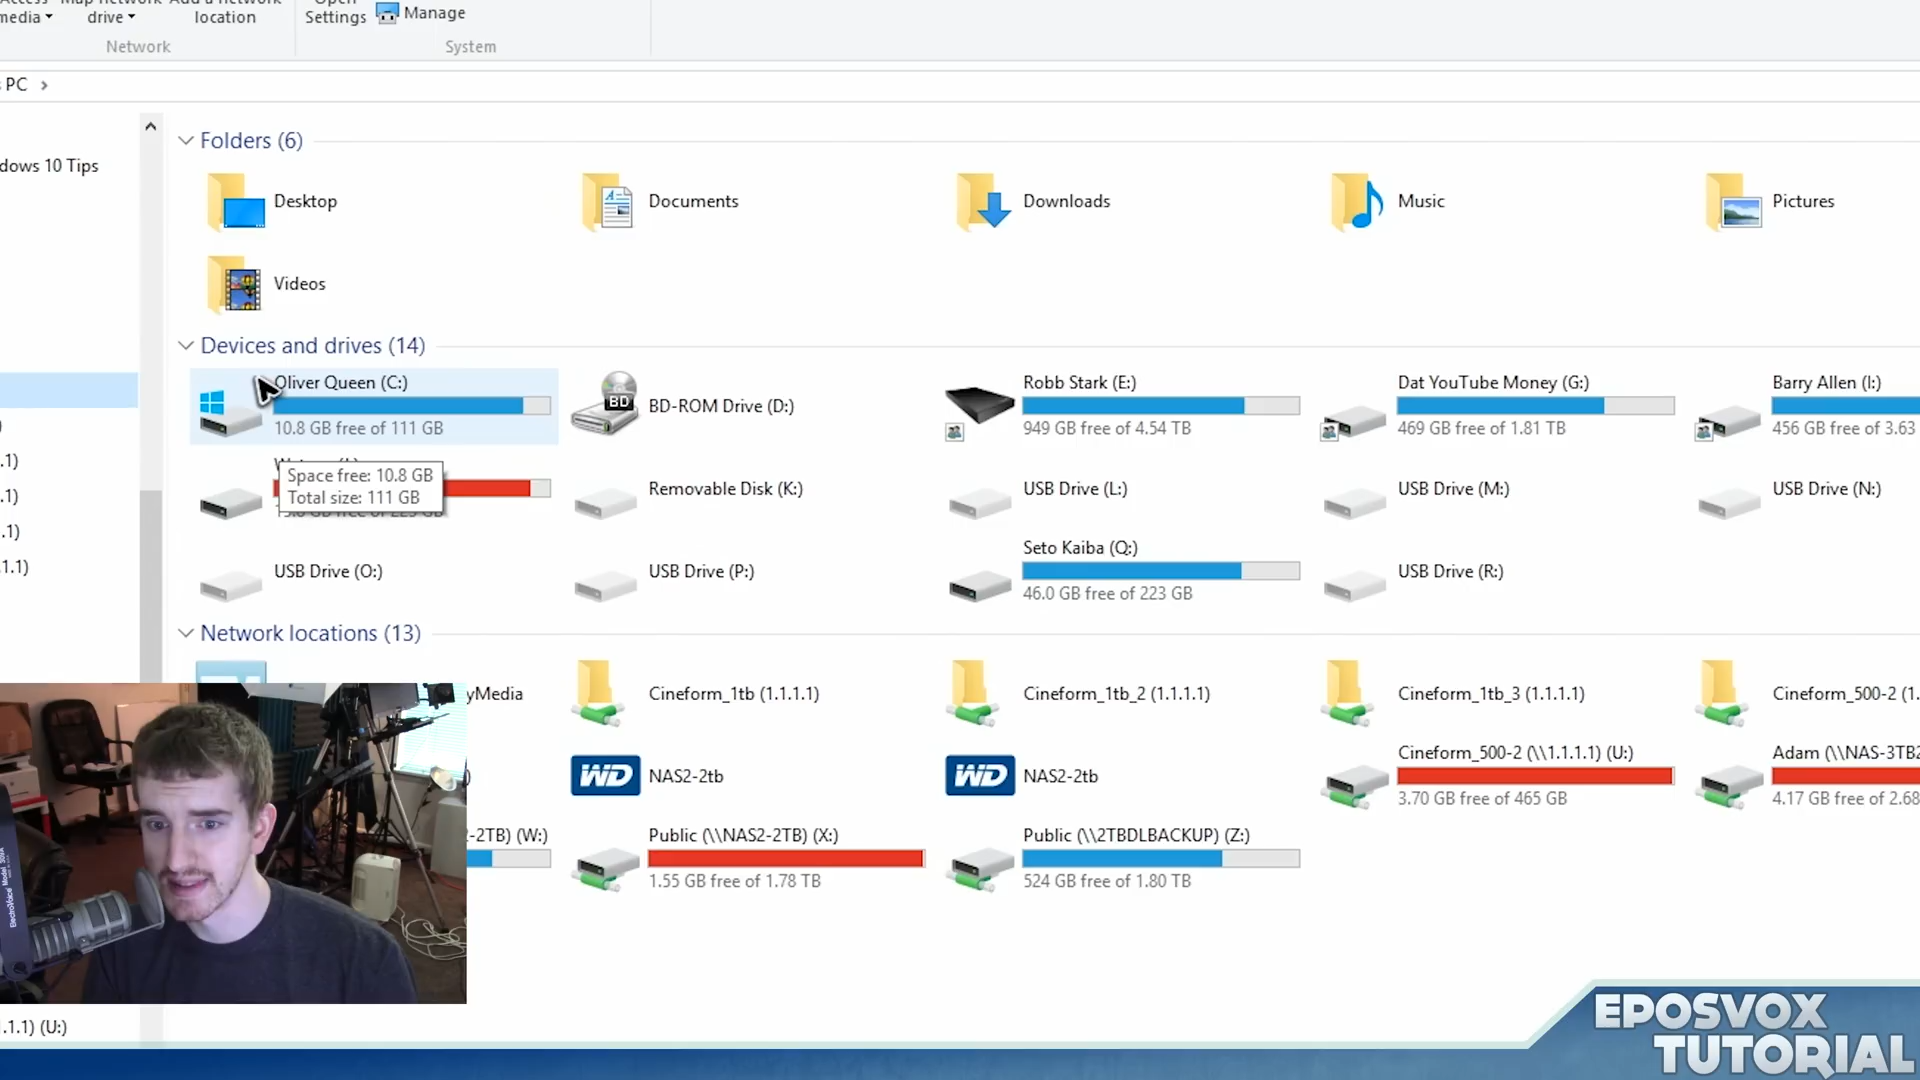 drive
location
Settings
Manage
Network
System
PC
dows 10 Tips
Folders (6)
Desktop
Documents
Downloads
Music
Pictures
Videos
Devices and drives (14)
Oliver Queen (C:)
10.8 GB free of 111 GB
BD
BD-ROM Drive (D:)
Robb Stark (E:)
949 GB free of 4.54 TB
Dat YouTube Money (G:)
469 GB free of 1.81 TB
Barry Allen (I:)
456 GB free of 3.63
Space free: 10.8 GB
Total size: 111 GB
Removable Disk (K:)
USB Drive (L:)
USB Drive (M:)
USB Drive (N:)
USB Drive (O:)
USB Drive (P:)
Seto Kaiba (Q:)
46.0 GB free of 223 GB
USB Drive (R:)
.1)
.1)
.1)
.1.1)
Network locations (13)
yMedia
Cineform_1tb (1.1.1.1)
Cineform_1tb_2 (1.1.1.1)
Cineform_1tb_3 (1.1.1.1)
Cineform_500-2 (1.
WD
NAS2-2tb
WD
NAS2-2tb
Cineform_500-2 (\\1.1.1.1) (U:)
3.70 GB free of 465 GB
Adam (\\NAS-3TB2
4.17 GB free of 2.68
-2TB) (W:)
Public (\\NAS2-2TB) (X:)
1.55 GB free of 1.78 TB
Public (\\2TBDLBACKUP) (Z:)
524 GB free of 1.80 TB
.1.1) (U:)
EPOSVOX
TUTORIAL